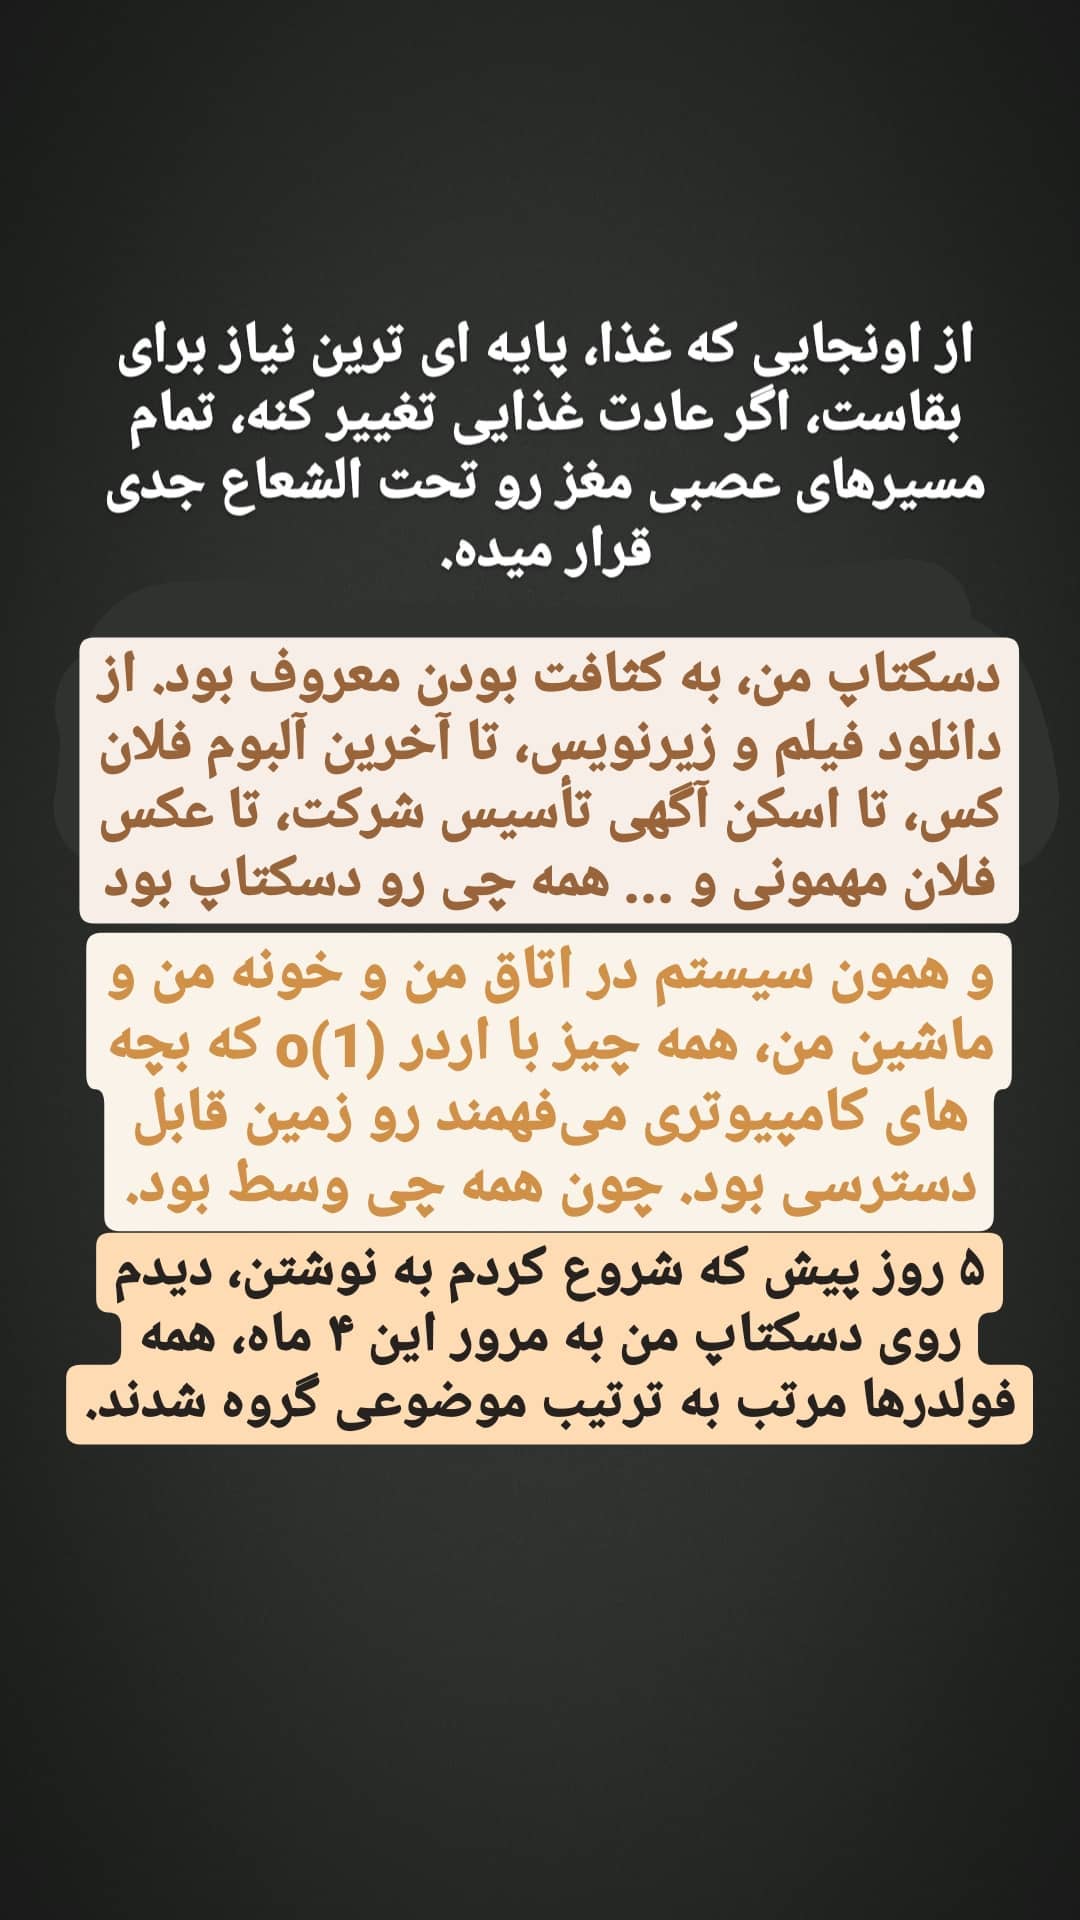 از اونجایی که غذا، پایه ای ترین نیاز برای
بقاست، اگر عادت غذایی تغییر کنه، تمام
مسیرهای عصبی مغز رو تحت الشعاع جدی
قرار میده.
دسکتاپ من، به کثافت بودن معروف بود. از
دانلود فیلم و زیرنویس، تا آخرین آلبوم فلان
کس، تا اسکن آگهی تأسیس شرکت، تا عکس
فلان مهمونی و ... همه چی رو دسکتاپ بود
و همون سیستم در اتاق من و خونه من و
ماشین من، همه چیز با اردر o(1) که بچه
های کامپیوتری می‌فهمند رو زمین قابل
دسترسی بود. چون همه چی وسط بود.
۵ روز پیش که شروع کردم به نوشتن، دیدم
روی دسکتاپ من به مرور این ۴ ماه، همه
فولدرها مرتب به ترتیب موضوعی گروه شدند.